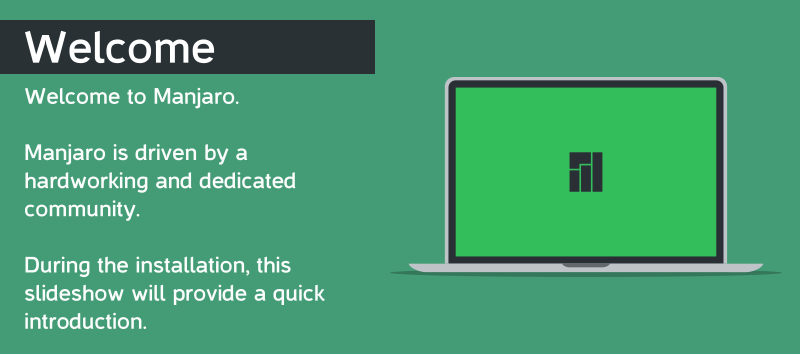 Welcome
Welcome to Manjaro.
Manjaro is driven by a
hardworking and dedicated
community.
During the installation, this
slideshow will provide a quick
introduction.